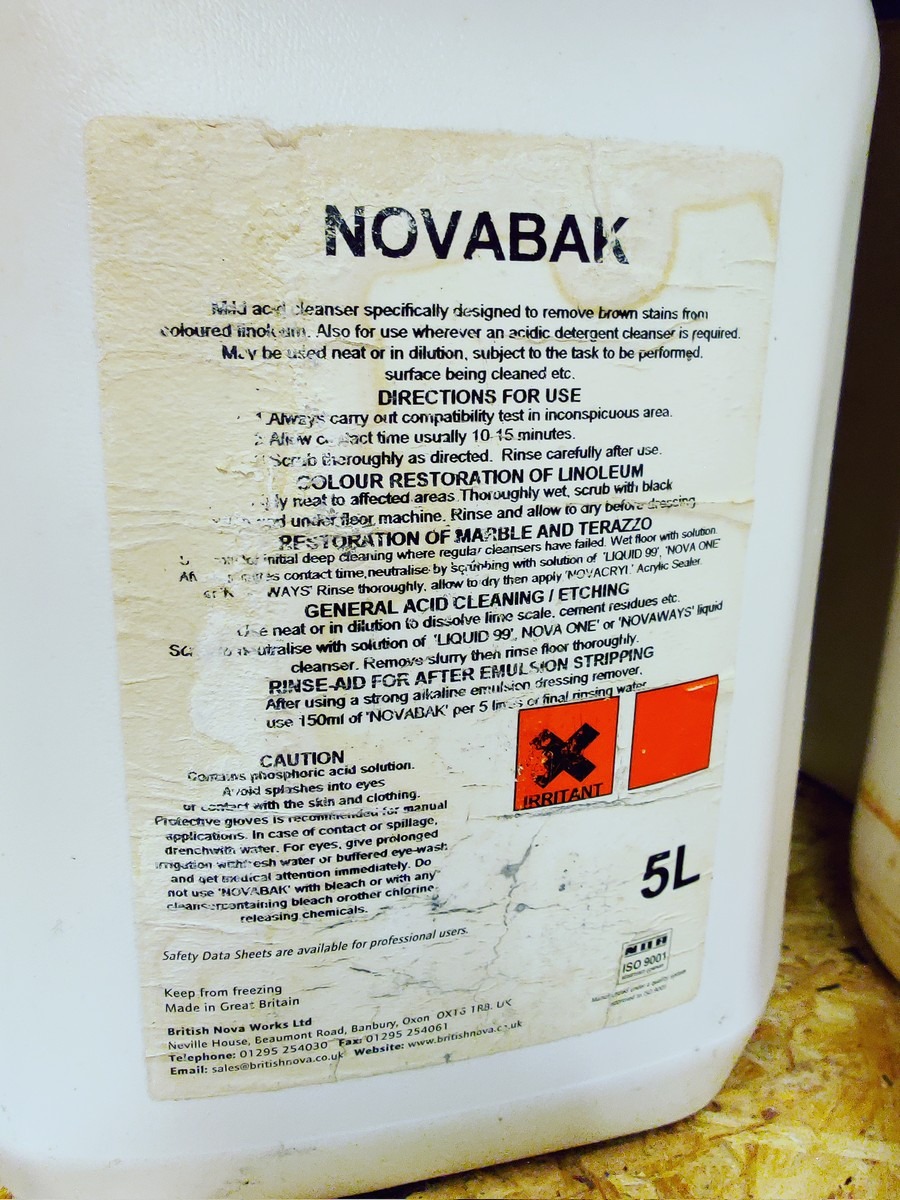 NOVABAK
Mild acid cleanser specifically designed to remove brown stains from
coloured linoleum. Also for use wherever an acidic detergent cleanser is required.
May be used neat or in dilution, subject to the task to be performed.
surface being cleaned etc.
DIRECTIONS FOR USE
1 Always carry out compatibility test in inconspicuous area.
2 Allow contact time usually 10-15 minutes.
Scrub thoroughly as directed. Rinse carefully after use.
COLOUR RESTORATION OF LINOLEUM
neat to affected areas. Thoroughly wet, scrub with black
under floor machine. Rinse and allow to dry before dressing
RESTORATION OF MARBLE AND TERAZZO
initial deep cleaning where regular cleansers have failed. Wet floor with solution.
contact time, neutralise by scrubbing with solution of 'LIQUID 99', 'NOVA ONE'
Rinse thoroughly, allow to dry then apply 'NOVACRYL' Acrylic Sealer.
GENERAL ACID CLEANING / ETCHING
Use neat or in dilution to dissolve lime scale, cement residues etc.
neutralise with solution of 'LIQUID 99', NOVA ONE' or 'NOVAWAYS' liquid
cleanser. Remove slurry then rinse floor thoroughly.
RINSE-AID FOR AFTER EMULSION STRIPPING
After using a strong alkaline emulsion dressing remover.
use 150ml of 'NOVABAK' per 5 litres of final rinsing water
IRRITANT
CAUTION
Contains phosphoric acid solution.
Avoid splashes into eyes
or contact with the skin and clothing.
Protective gloves is recommended for manual
applications. In case of contact or spillage,
drenchwith water. For eyes, give prolonged
irrigation with fresh water or buffered eye-wash
and get medical attention immediately. Do
not use 'NOVABAK' with bleach or with any
cleansercontaining bleach orother chlorine
releasing chemicals.
5L
Safety Data Sheets are available for professional users.
ISO 9001
Keep from freezing
Made in Great Britain
British Nova Works Ltd
Neville House, Beaumont Road, Banbury, Oxon OX16 1RB. UK
Telephone: 01295 254030 Fax: 01295 254061
Email: sales@britishnova.co.uk Website: www.britishnova.co.uk